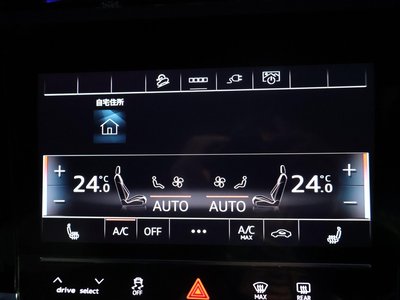 自宅住所
+ 24.0 °C 24.0 °C +
− AUTO AUTO −
A/C OFF ••• A/C MAX
drive select OFF MAX REAR